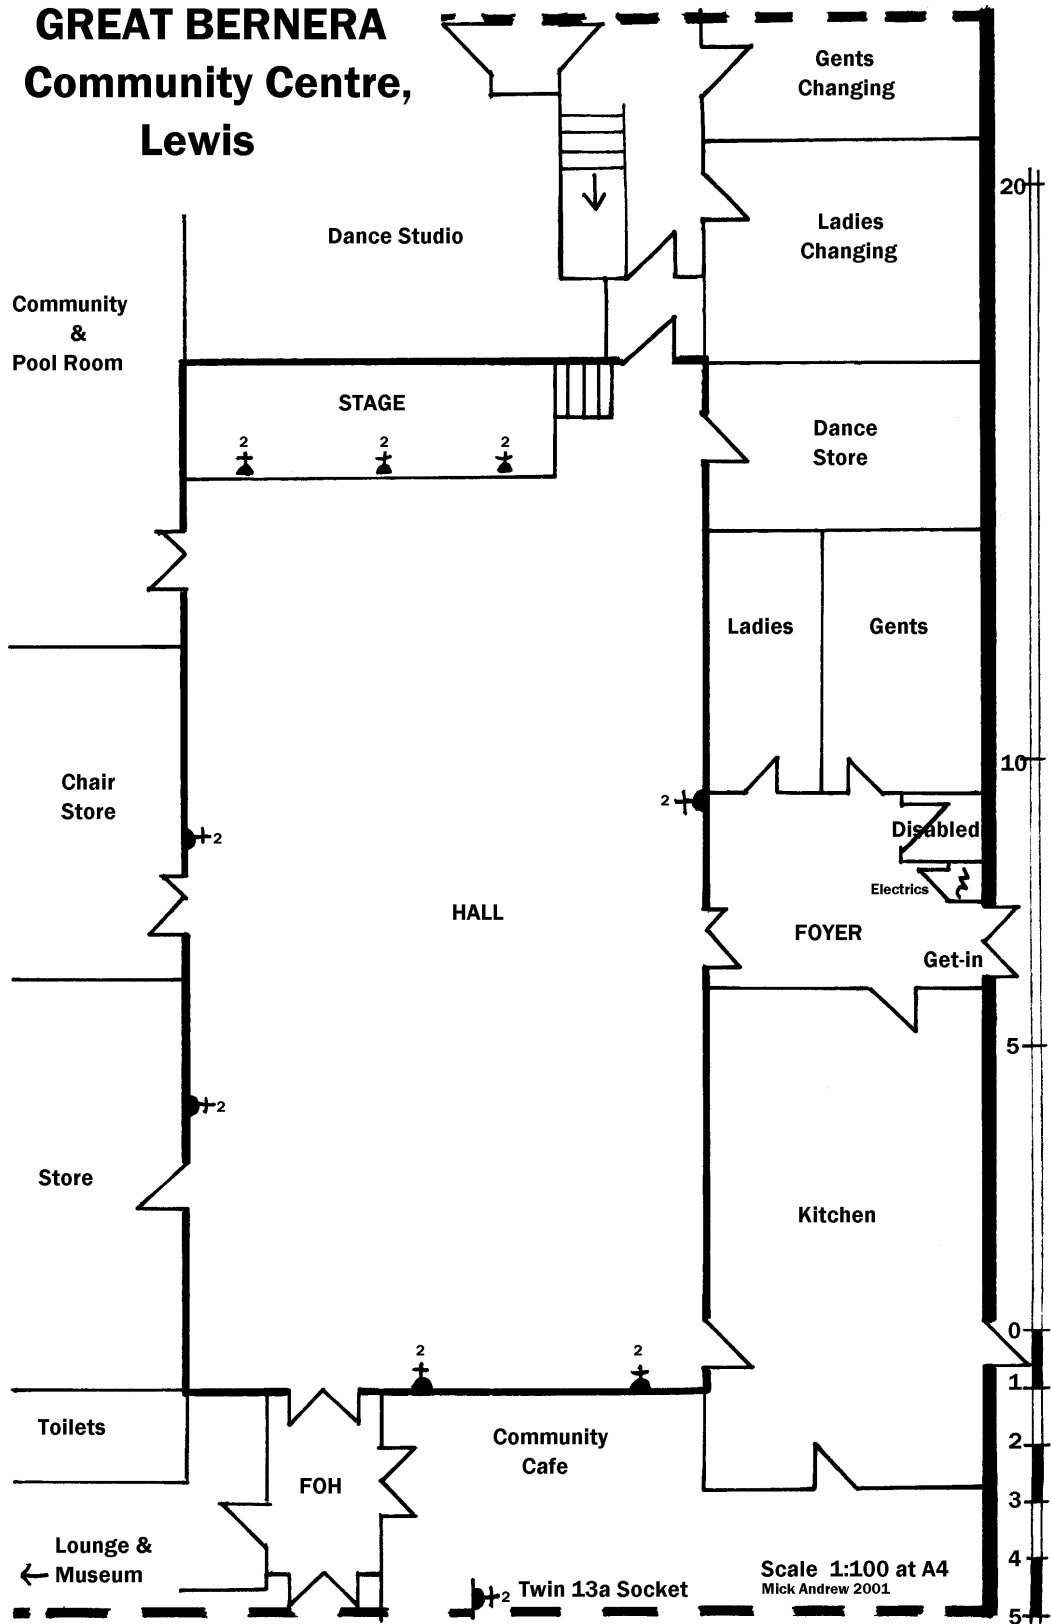 GREAT BERNERA
Community Centre,
Lewis
Gents
Changing
20
Ladies
Changing
Dance Studio
Community
&
Pool Room
STAGE
2
2
2
Dance
Store
Ladies
Gents
10
Chair
Store
2
2
Disabled
Electrics
HALL
FOYER
Get-in
5
2
Store
Kitchen
0
2
2
1
Toilets
Community
Cafe
2
FOH
3
Lounge &
Museum
4
Scale 1:100 at A4
Mick Andrew 2001
2 Twin 13a Socket
5